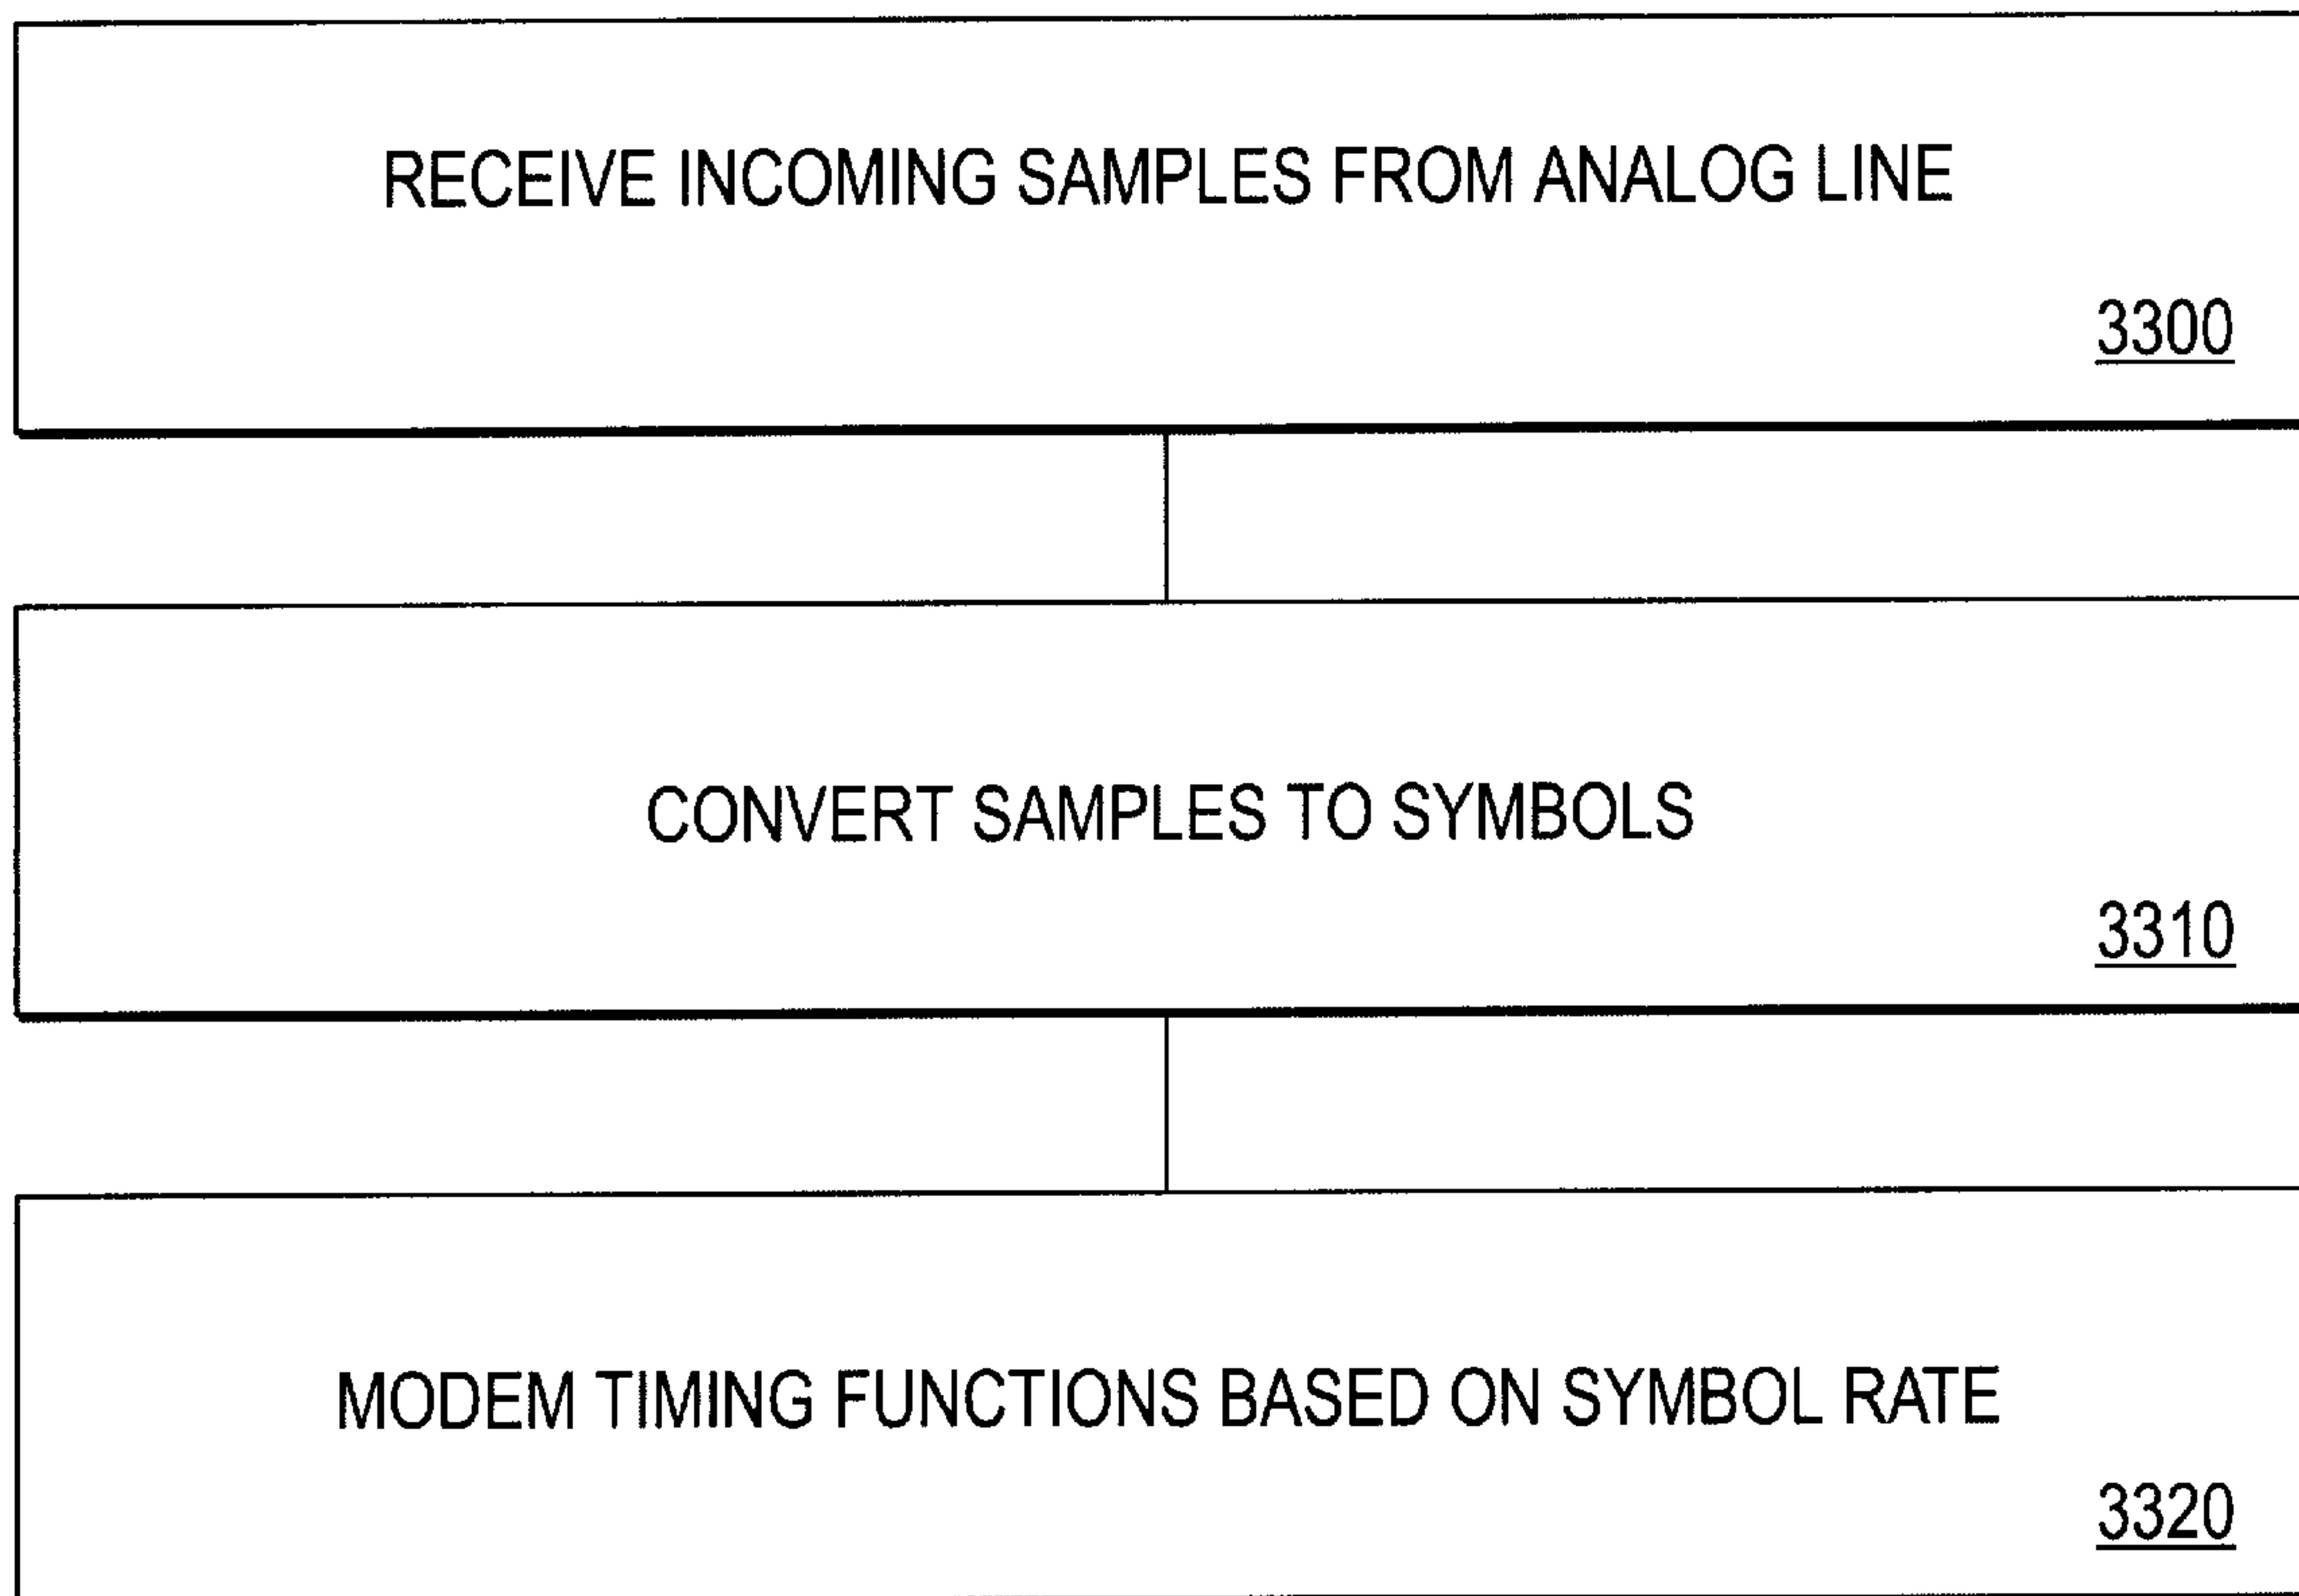 RECEIVE INCOMING SAMPLES FROM ANALOG LINE
3300
CONVERT SAMPLES TO SYMBOLS
3310
MODEM TIMING FUNCTIONS BASED ON SYMBOL RATE
3320